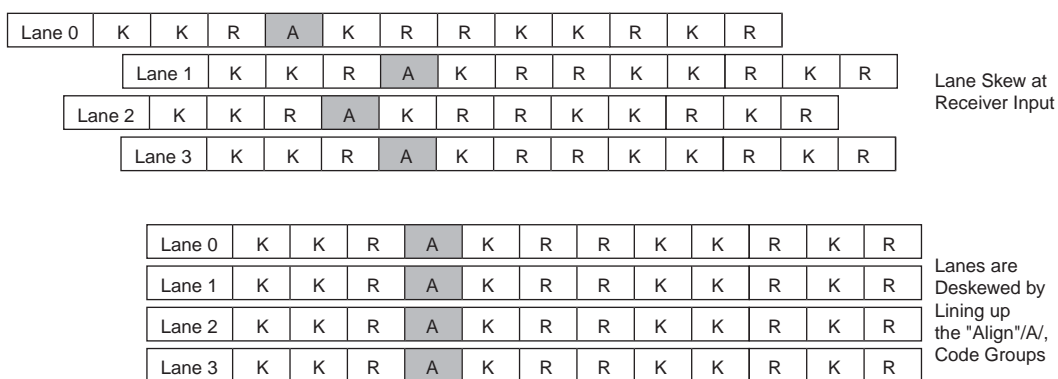 Lane 0 K K R A K R R K K R K R
Lane 1 K K R A K R R K K R K R
Lane 2 K K R A K R R K K R K R
Lane 3 K K R A K R R K K R K R
Lane Skew at
Receiver Input
Lane 0 K K R A K R R K K R K R
Lane 1 K K R A K R R K K R K R
Lane 2 K K R A K R R K K R K R
Lane 3 K K R A K R R K K R K R
Lanes are
Deskewed by
Lining up
the "Align"/A/,
Code Groups